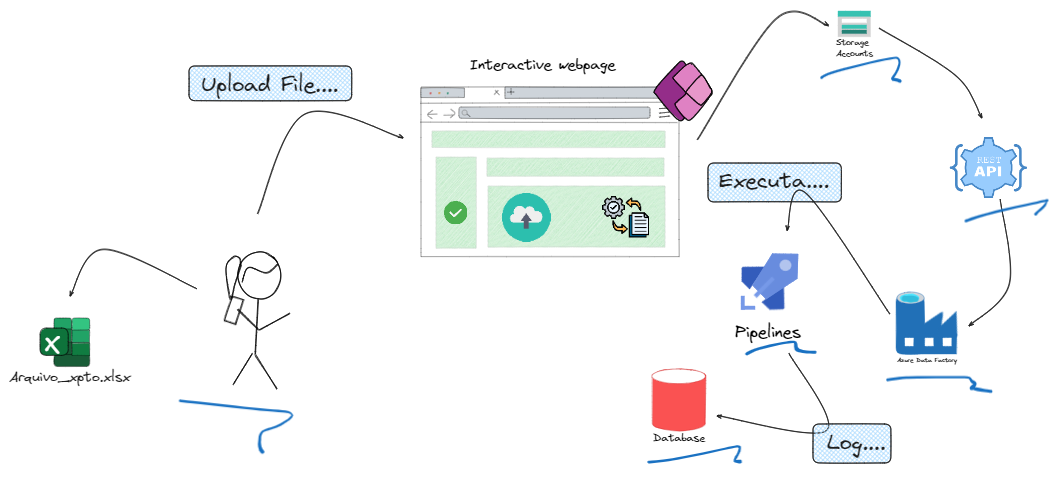 Interactive webpage
Storage
Accounts
Upload File....
REST
API
Executa....
Pipelines
Azure Data Factory
Arquivo_xpto.xlsx
Database
Log....